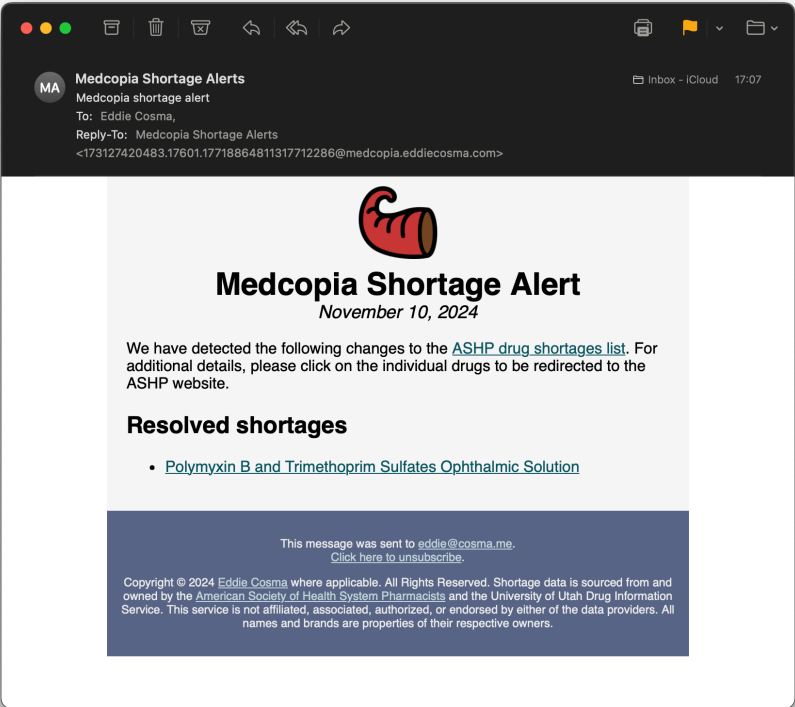 MA
Medcopia Shortage Alerts
Inbox - iCloud 17:07
Medcopia shortage alert
To: Eddie Cosma,
Reply-To: Medcopia Shortage Alerts
<173127420483.17601.17718864811317712286@medcopia.eddiecosma.com>
Medcopia Shortage Alert
November 10, 2024
We have detected the following changes to the ASHP drug shortages list. For
additional details, please click on the individual drugs to be redirected to the
ASHP website.
Resolved shortages
• Polymyxin B and Trimethoprim Sulfates Ophthalmic Solution
This message was sent to eddie@cosma.me.
Click here to unsubscribe.
Copyright © 2024 Eddie Cosma where applicable. All Rights Reserved. Shortage data is sourced from and
owned by the American Society of Health System Pharmacists and the University of Utah Drug Information
Service. This service is not affiliated, associated, authorized, or endorsed by either of the data providers. All
names and brands are properties of their respective owners.